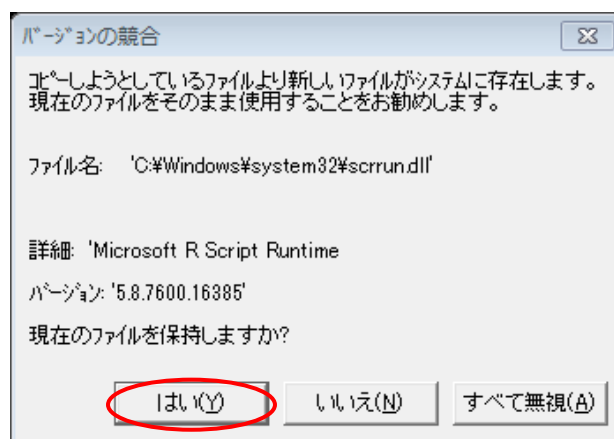 バージョンの競合
コピーしようとしているファイルより新しいファイルがシステムに存在します。
現在のファイルをそのまま使用することをお勧めします。
ファイル名: 'C:¥Windows¥system32¥scrrun.dll'
詳細: 'Microsoft R Script Runtime
バージョン: '5.8.7600.16385'
現在のファイルを保持しますか?
はい(Y) いいえ(N) すべて無視(A)